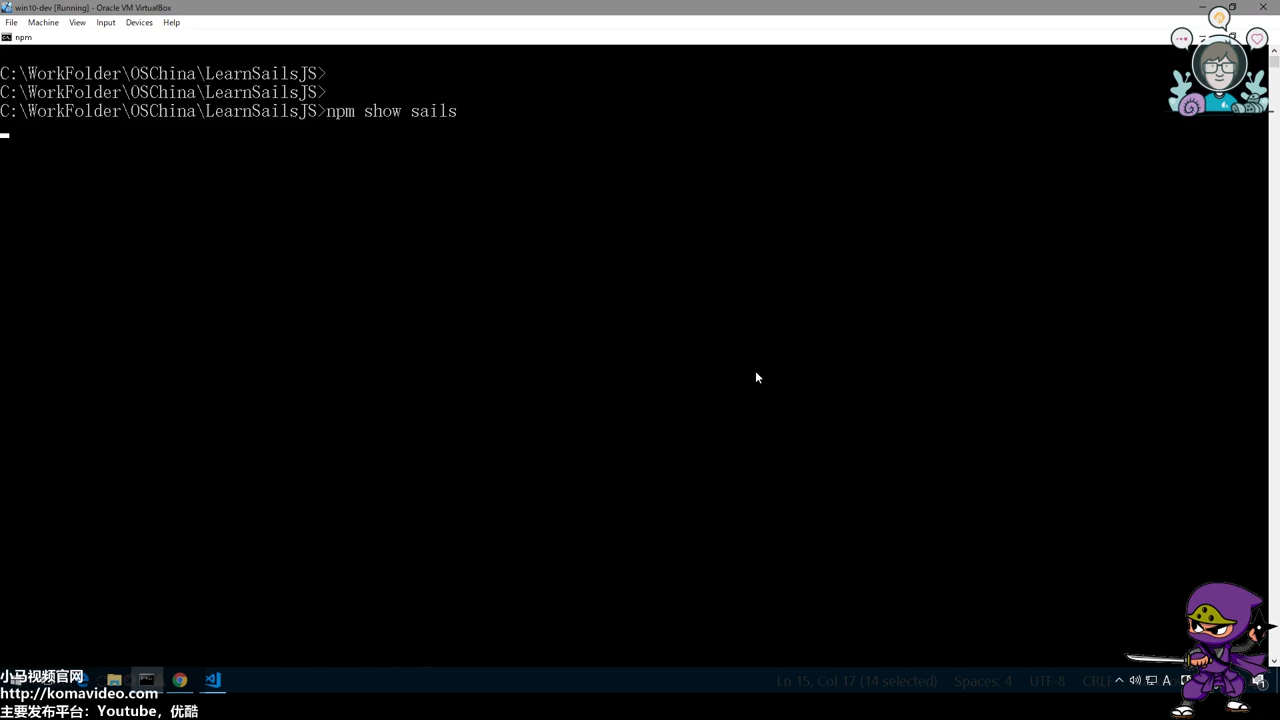 win10-dev [Running] - Oracle VM VirtualBox
File Machine View Input Devices Help
npm
C:\WorkFolder\OSChina\LearnSailsJS>
C:\WorkFolder\OSChina\LearnSailsJS>
C:\WorkFolder\OSChina\LearnSailsJS>npm show sails
小马视频官网
http://komavideo.com
主要发布平台：Youtube，优酷
Ln 15, Col 17 (14 selected) Spaces: 4 UTF-8 CRL
A
1